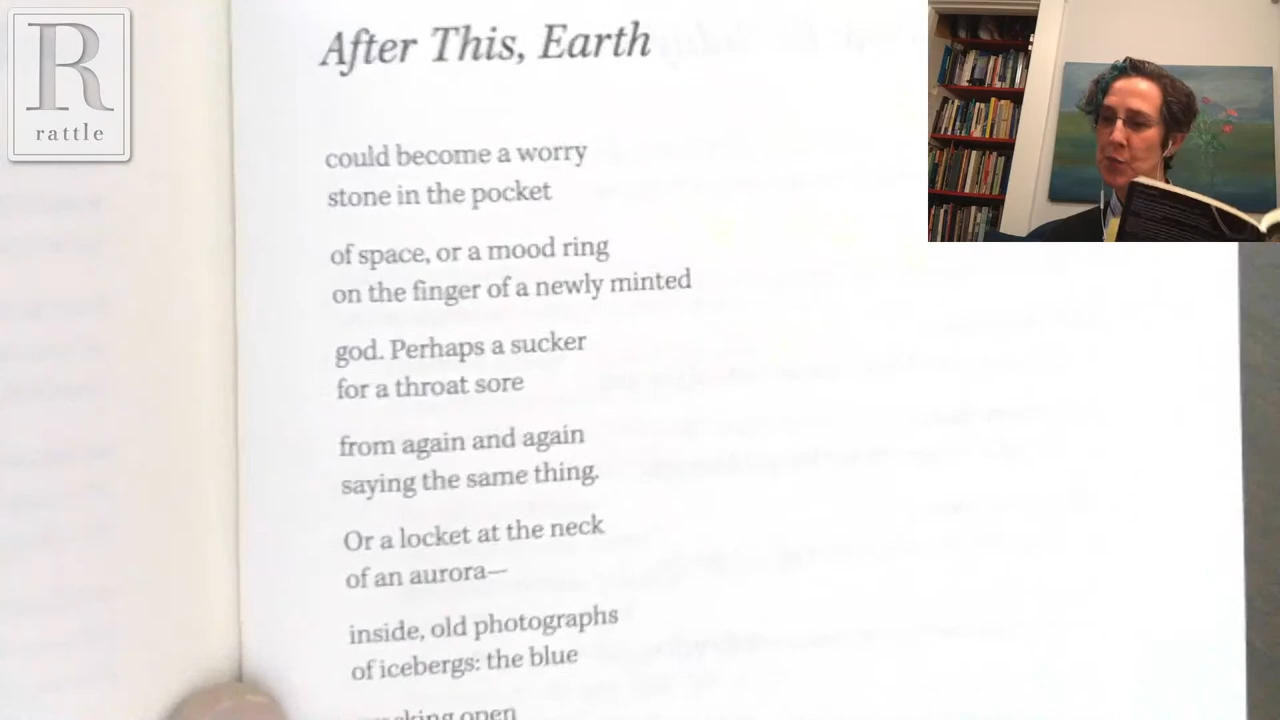 R
rattle
After This, Earth
could become a worry
stone in the pocket
of space, or a mood ring
on the finger of a newly minted
god. Perhaps a sucker
for a throat sore
from again and again
saying the same thing.
Or a locket at the neck
of an aurora—
inside, old photographs
of icebergs: the blue
open